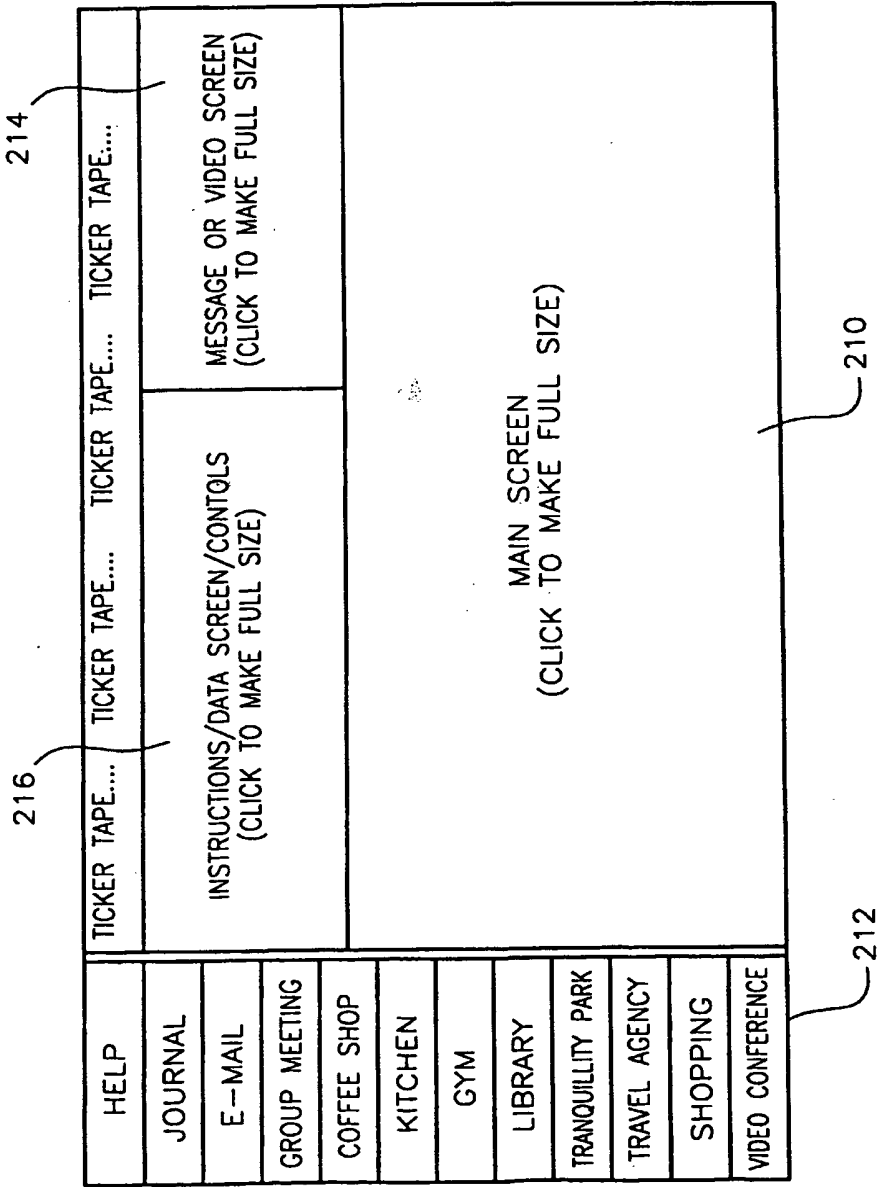 216
214
HELP
JOURNAL
E-MAIL
GROUP MEETING
COFFEE SHOP
KITCHEN
GYM
LIBRARY
TRANQUILLITY PARK
TRAVEL AGENCY
SHOPPING
VIDEO CONFERENCE
TICKER TAPE.... TICKER TAPE.... TICKER TAPE.... TICKER TAPE....
INSTRUCTIONS/DATA SCREEN/CONTOLS
(CLICK TO MAKE FULL SIZE)
MESSAGE OR VIDEO SCREEN
(CLICK TO MAKE FULL SIZE)
MAIN SCREEN
(CLICK TO MAKE FULL SIZE)
212
210